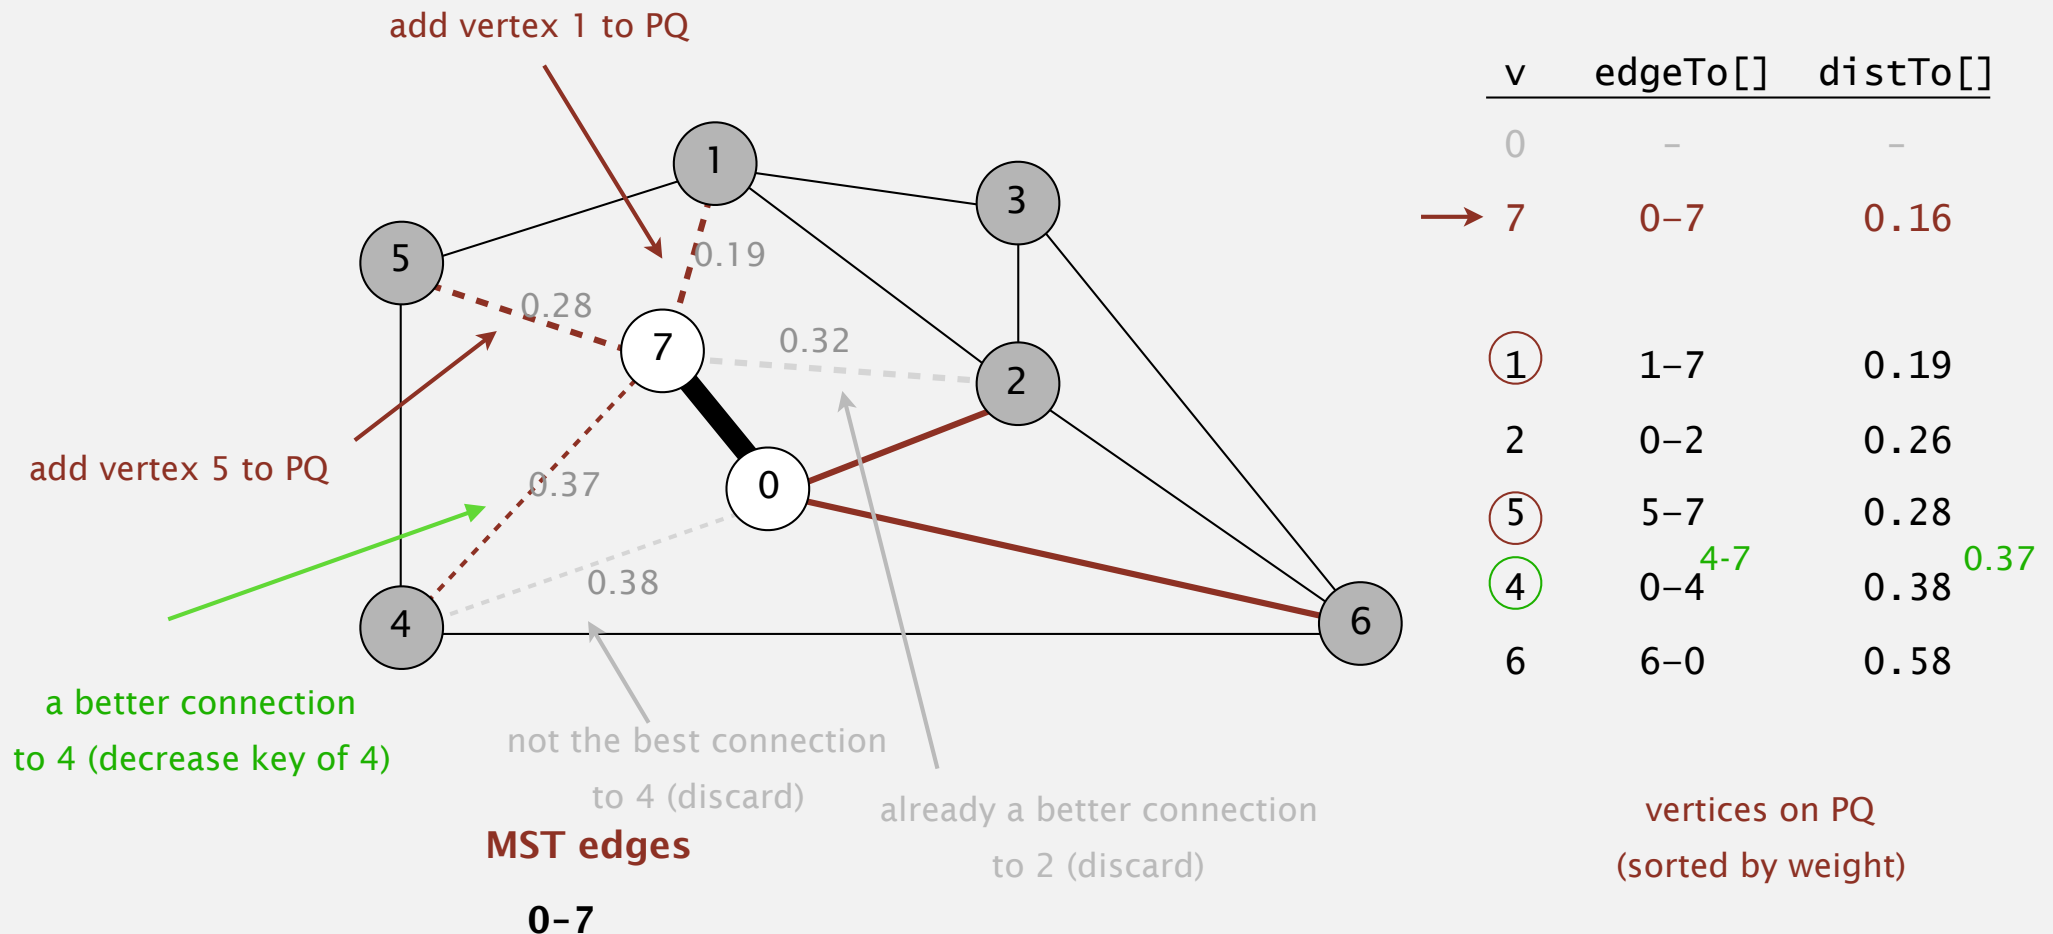 add vertex 1 to PQ
v edgeTo[] distTo[]
0 – –
7 0–7 0.16
1 1–7 0.19
2 0–2 0.26
5 5–7 0.28
4-7 0.37
4 0–4 0.38
6 6–0 0.58
1
3
5
0.19
0.28
7
0.32
2
add vertex 5 to PQ
0.37
0
0.38
4
6
a better connection
to 4 (decrease key of 4)
not the best connection
to 4 (discard)
already a better connection
to 2 (discard)
vertices on PQ
(sorted by weight)
MST edges
0-7